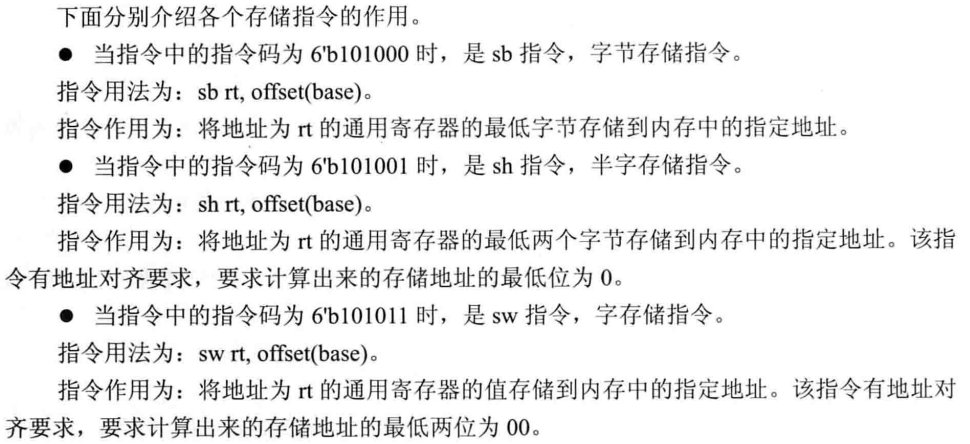 下面分别介绍各个存储指令的作用。
● 当指令中的指令码为 6'b101000 时，是 sb 指令，字节存储指令。
指令用法为：sb rt, offset(base)。
指令作用为：将地址为 rt 的通用寄存器的最低字节存储到内存中的指定地址。
● 当指令中的指令码为 6'b101001 时，是 sh 指令，半字存储指令。
指令用法为：sh rt, offset(base)。
指令作用为：将地址为 rt 的通用寄存器的最低两个字节存储到内存中的指定地址。该指
令有地址对齐要求，要求计算出来的存储地址的最低位为 0。
● 当指令中的指令码为 6'b101011 时，是 sw 指令，字存储指令。
指令用法为：sw rt, offset(base)。
指令作用为：将地址为 rt 的通用寄存器的值存储到内存中的指定地址。该指令有地址对
齐要求，要求计算出来的存储地址的最低两位为 00。